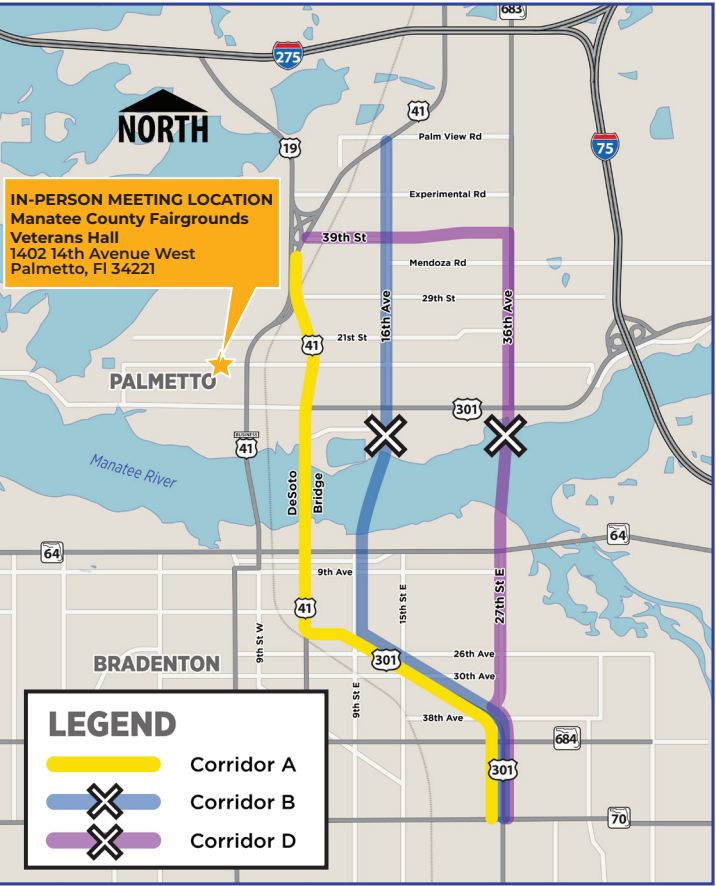 683
275
41
NORTH
19
Palm View Rd
75
IN-PERSON MEETING LOCATION
Manatee County Fairgrounds
Veterans Hall
1402 14th Avenue West
Palmetto, Fl 34221
Experimental Rd
39th St
Mendoza Rd
29th St
16th Ave
36th Ave
21st St
41
PALMETTO
301
BUSINESS
41
Manatee River
DeSoto
Bridge
64
64
9th Ave
15th St E
27th St E
41
9th St W
26th Ave
301
BRADENTON
30th Ave
9th St E
38th Ave
684
301
70
LEGEND
Corridor A
Corridor B
Corridor D